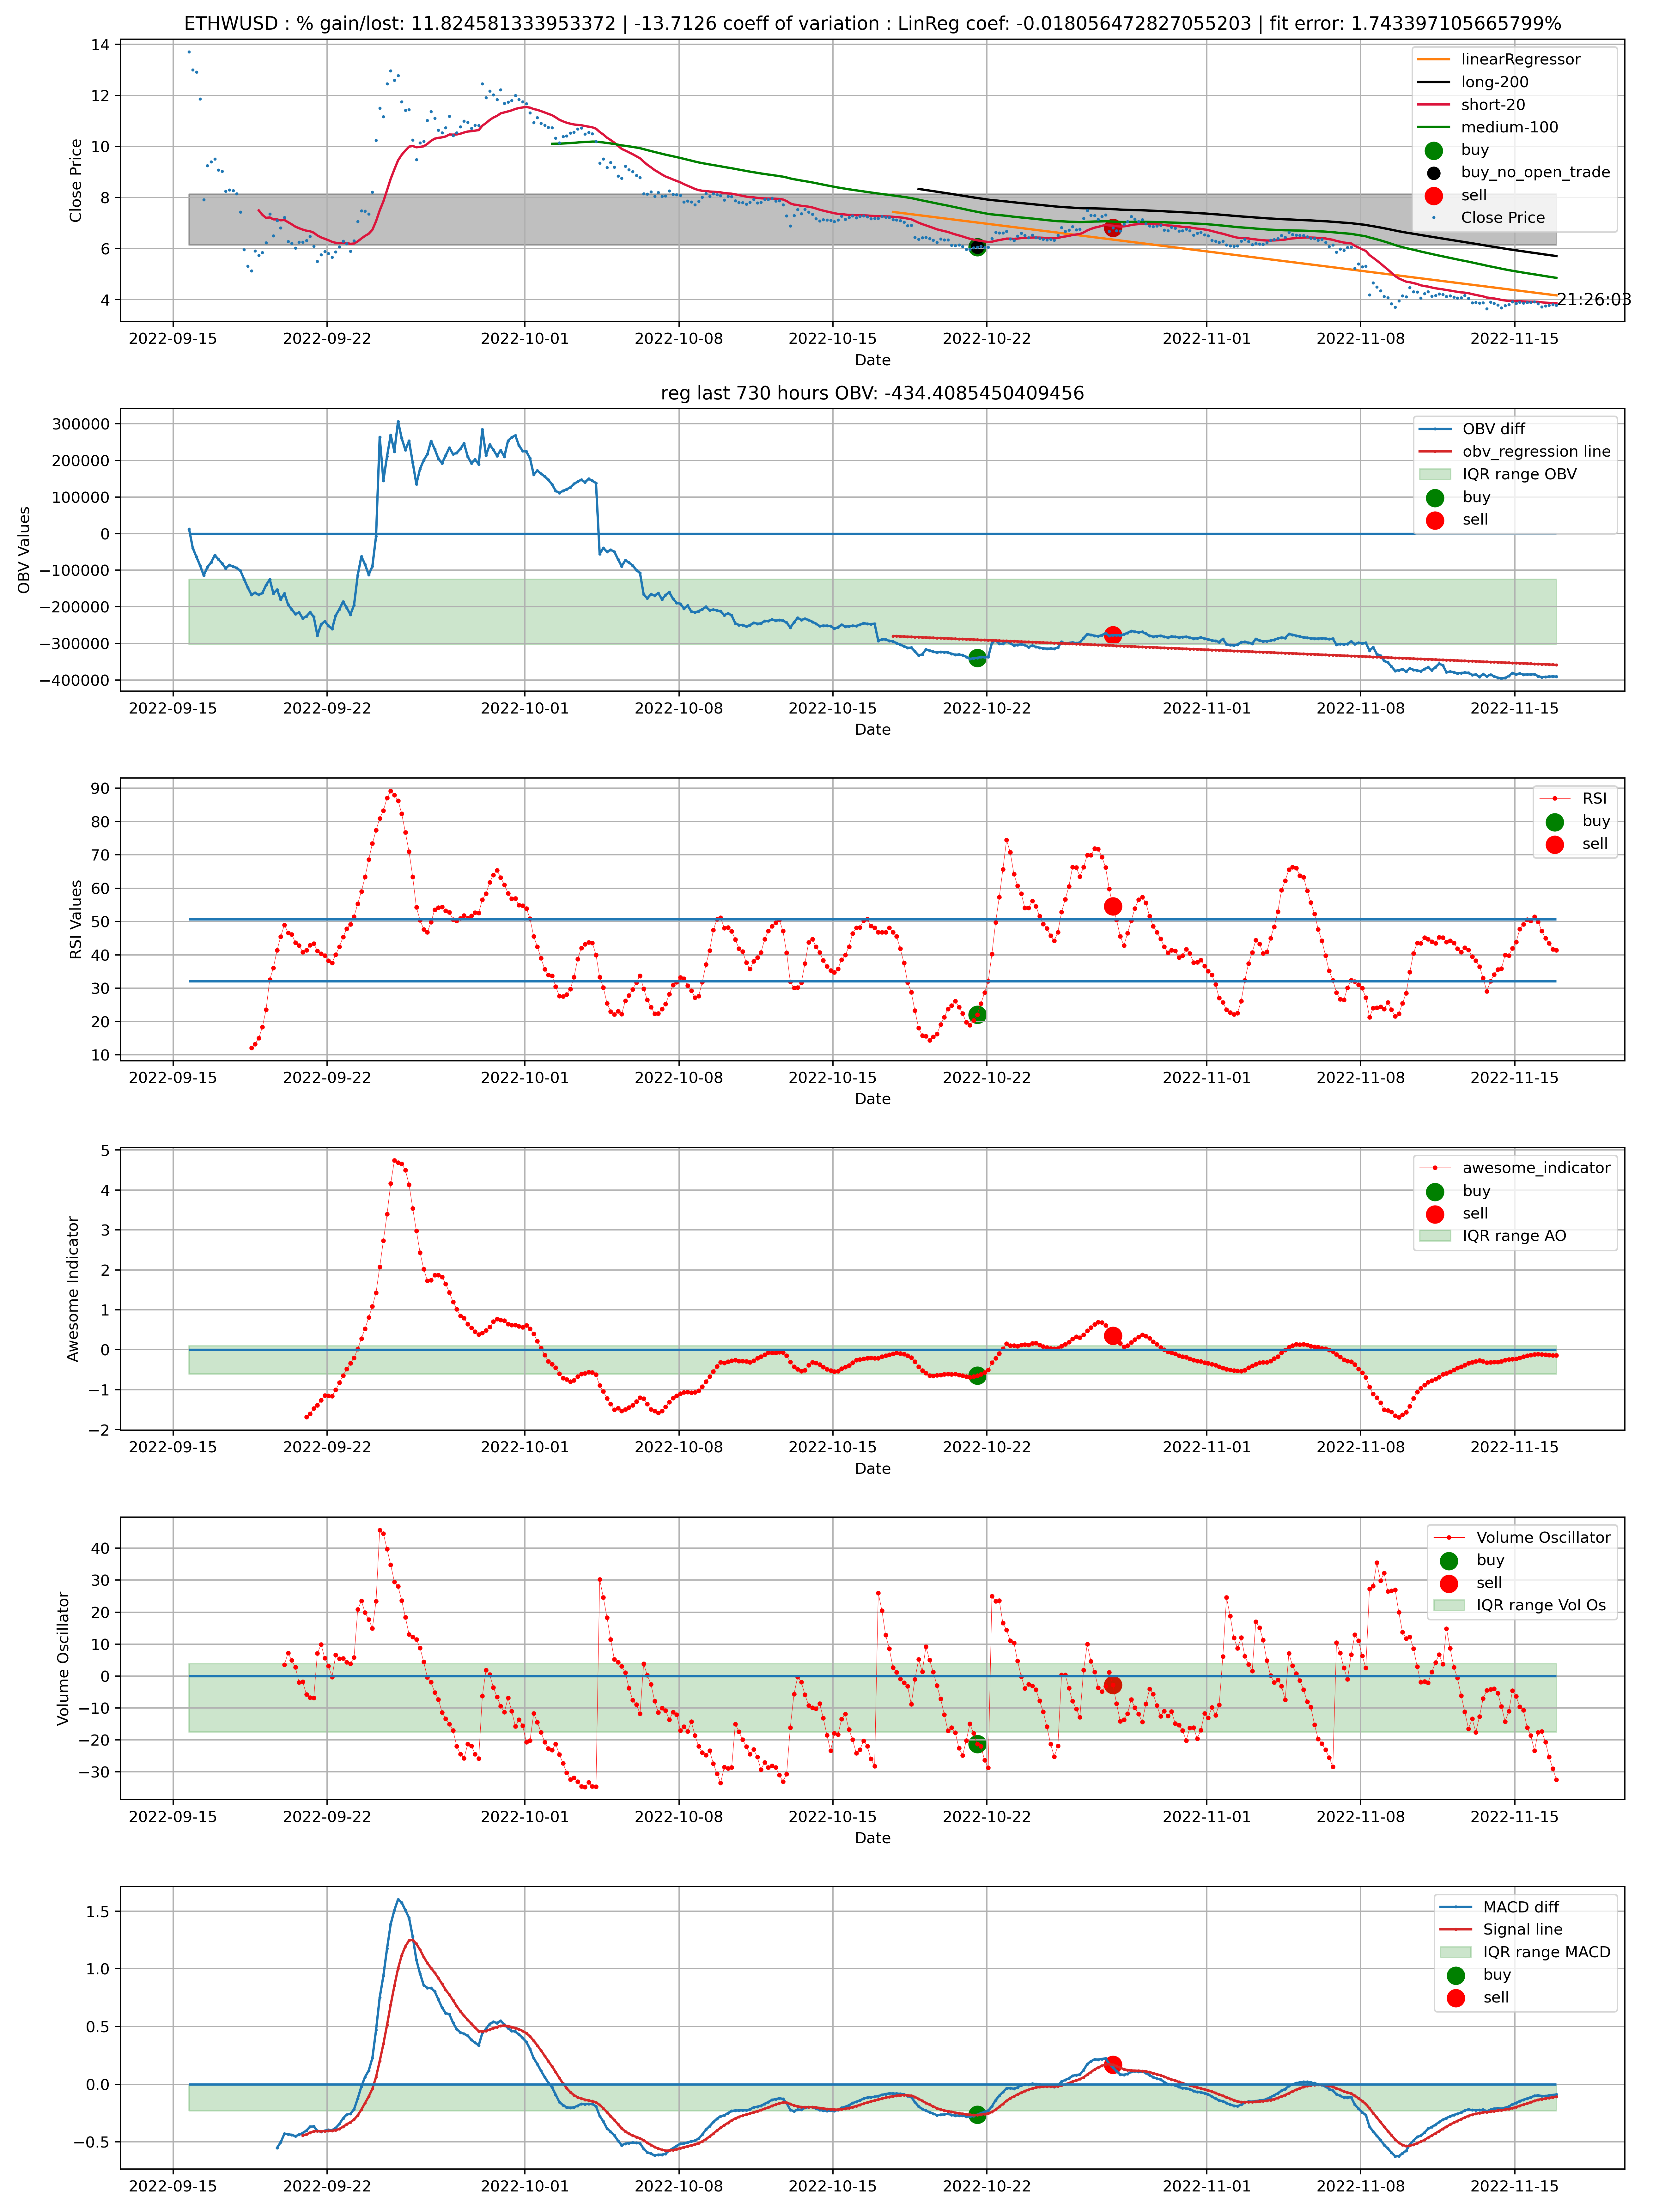 ETHWUSD : % gain/lost: 11.824581333953372 | -13.7126 coeff of variation : LinReg coef: -0.018056472827055203 | fit error: 1.743397105665799%
14
12
10
8
6
4
Close Price
linearRegressor
long-200
short-20
medium-100
buy
buy_no_open_trade
sell
Close Price
21:26:03
2022-09-15 2022-09-22 2022-10-01 2022-10-08 2022-10-15 2022-10-22 2022-11-01 2022-11-08 2022-11-15
Date
reg last 730 hours OBV: -434.4085450409456
300000
200000
100000
0
−100000
−200000
−300000
−400000
OBV Values
OBV diff
obv_regression line
IQR range OBV
buy
sell
2022-09-15 2022-09-22 2022-10-01 2022-10-08 2022-10-15 2022-10-22 2022-11-01 2022-11-08 2022-11-15
Date
90
80
70
60
50
40
30
20
10
RSI Values
RSI
buy
sell
2022-09-15 2022-09-22 2022-10-01 2022-10-08 2022-10-15 2022-10-22 2022-11-01 2022-11-08 2022-11-15
Date
5
4
3
2
1
0
−1
−2
Awesome Indicator
awesome_indicator
buy
sell
IQR range AO
2022-09-15 2022-09-22 2022-10-01 2022-10-08 2022-10-15 2022-10-22 2022-11-01 2022-11-08 2022-11-15
Date
40
30
20
10
0
−10
−20
−30
Volume Oscillator
Volume Oscillator
buy
sell
IQR range Vol Os
2022-09-15 2022-09-22 2022-10-01 2022-10-08 2022-10-15 2022-10-22 2022-11-01 2022-11-08 2022-11-15
Date
1.5
1.0
0.5
0.0
−0.5
MACD diff
Signal line
IQR range MACD
buy
sell
2022-09-15 2022-09-22 2022-10-01 2022-10-08 2022-10-15 2022-10-22 2022-11-01 2022-11-08 2022-11-15